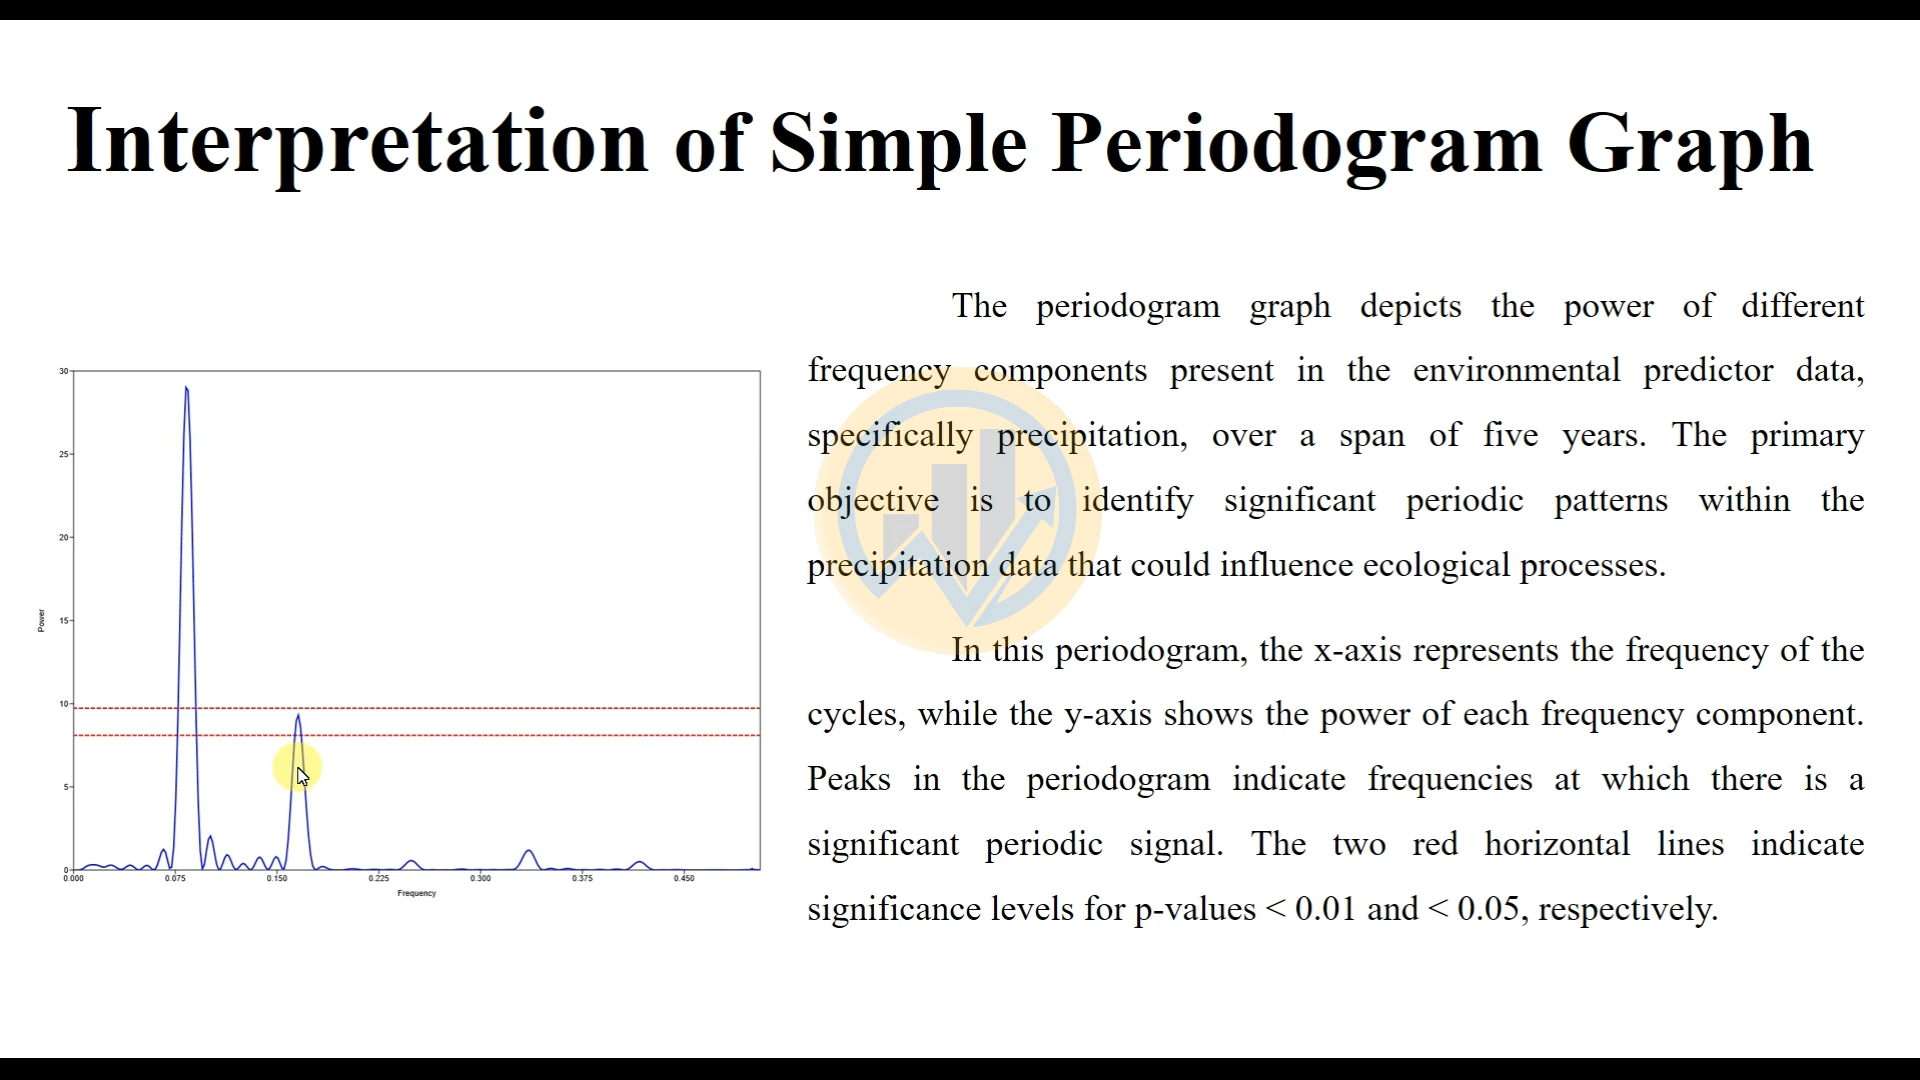 Interpretation of Simple Periodogram Graph
The periodogram graph depicts the power of different
frequency components present in the environmental predictor data,
specifically precipitation, over a span of five years. The primary
objective is to identify significant periodic patterns within the
precipitation data that could influence ecological processes.
In this periodogram, the x-axis represents the frequency of the
cycles, while the y-axis shows the power of each frequency component.
Peaks in the periodogram indicate frequencies at which there is a
significant periodic signal. The two red horizontal lines indicate
significance levels for p-values < 0.01 and < 0.05, respectively.
30
25
20
15
10
5
0
Power
0.000 0.075 0.150 0.225 0.300 0.375 0.450
Frequency